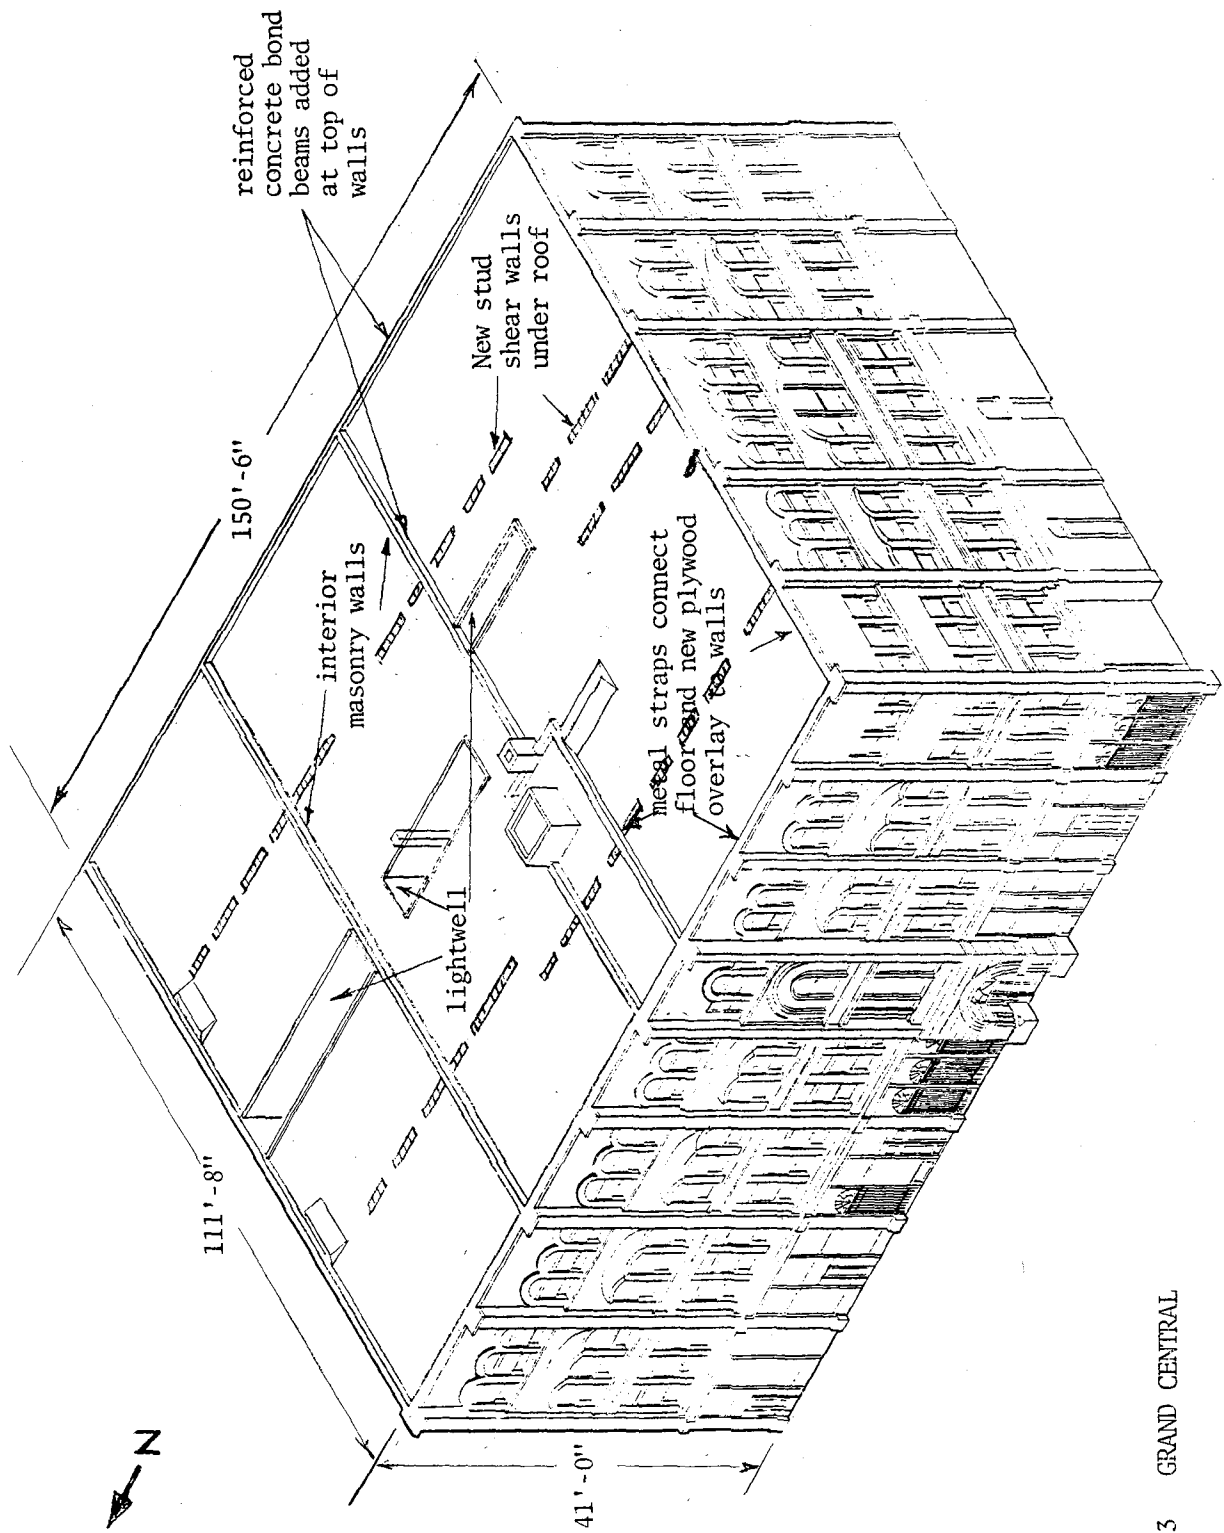 reinforced
concrete bond
beams added
at top of
walls
150'-6"
New stud
shear walls
under roof
interior
masonry walls
metal straps connect
floor and new plywood
overlay to walls
lightwell
111'-8"
N
41'-0"
3 GRAND CENTRAL